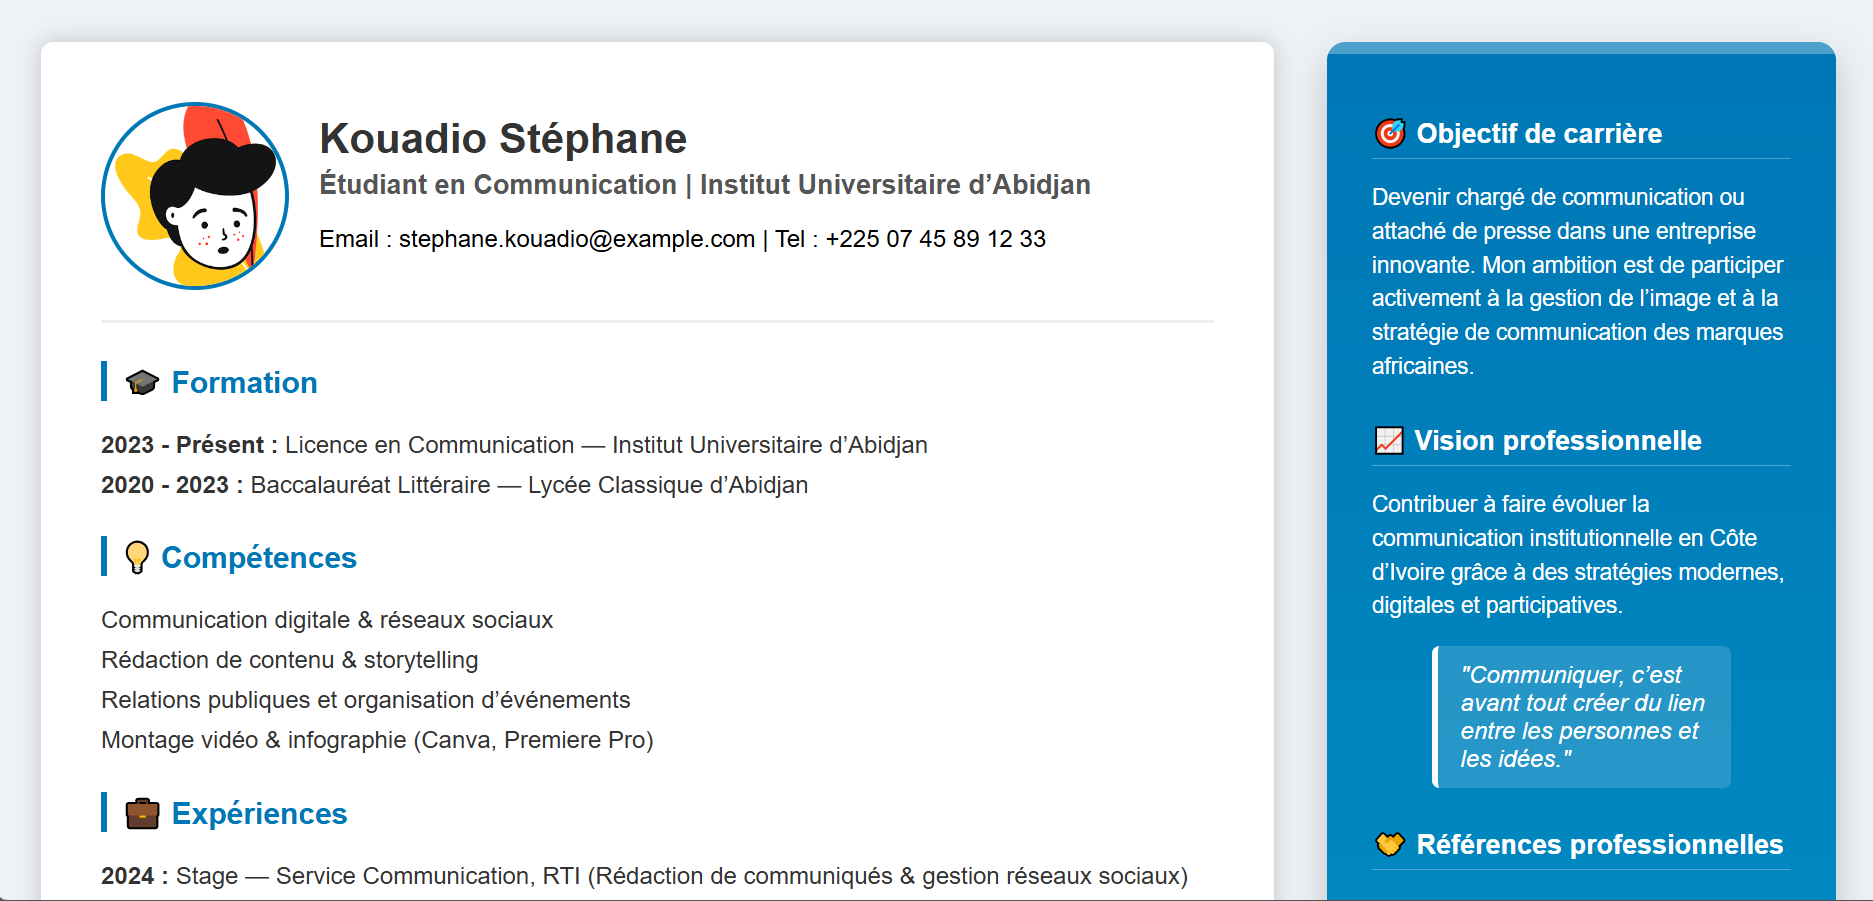 Kouadio Stéphane
Étudiant en Communication | Institut Universitaire d’Abidjan
Email : stephane.kouadio@example.com | Tel : +225 07 45 89 12 33
Formation
2023 - Présent : Licence en Communication — Institut Universitaire d’Abidjan
2020 - 2023 : Baccalauréat Littéraire — Lycée Classique d’Abidjan
Compétences
Communication digitale & réseaux sociaux
Rédaction de contenu & storytelling
Relations publiques et organisation d’événements
Montage vidéo & infographie (Canva, Premiere Pro)
Expériences
2024 : Stage — Service Communication, RTI (Rédaction de communiqués & gestion réseaux sociaux)
Objectif de carrière
Devenir chargé de communication ou
attaché de presse dans une entreprise
innovante. Mon ambition est de participer
activement à la gestion de l’image et à la
stratégie de communication des marques
africaines.
Vision professionnelle
Contribuer à faire évoluer la
communication institutionnelle en Côte
d’Ivoire grâce à des stratégies modernes,
digitales et participatives.
"Communiquer, c’est
avant tout créer du lien
entre les personnes et
les idées."
Références professionnelles